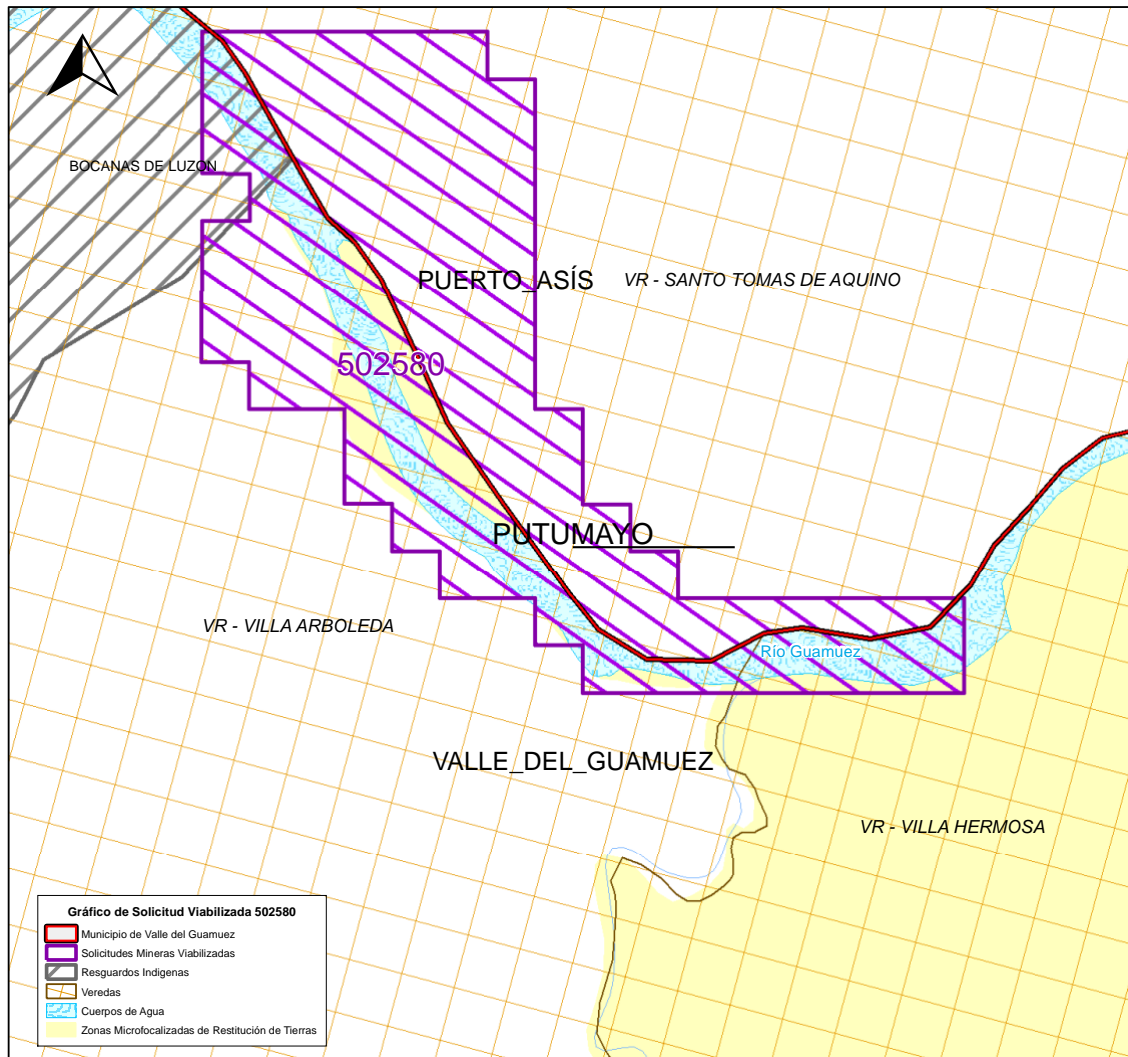 BOCANAS DE LUZON
PUERTO_ASÍS
VR - SANTO TOMAS DE AQUINO
502580
PUTUMAYO
VR - VILLA ARBOLEDA
Río Guamuez
VALLE_DEL_GUAMUEZ
VR - VILLA HERMOSA
Gráfico de Solicitud Viabilizada 502580
Municipio de Valle del Guamuez
Solicitudes Mineras Viabilizadas
Resguardos Indigenas
Veredas
Cuerpos de Agua
Zonas Microfocalizadas de Restitución de Tierras